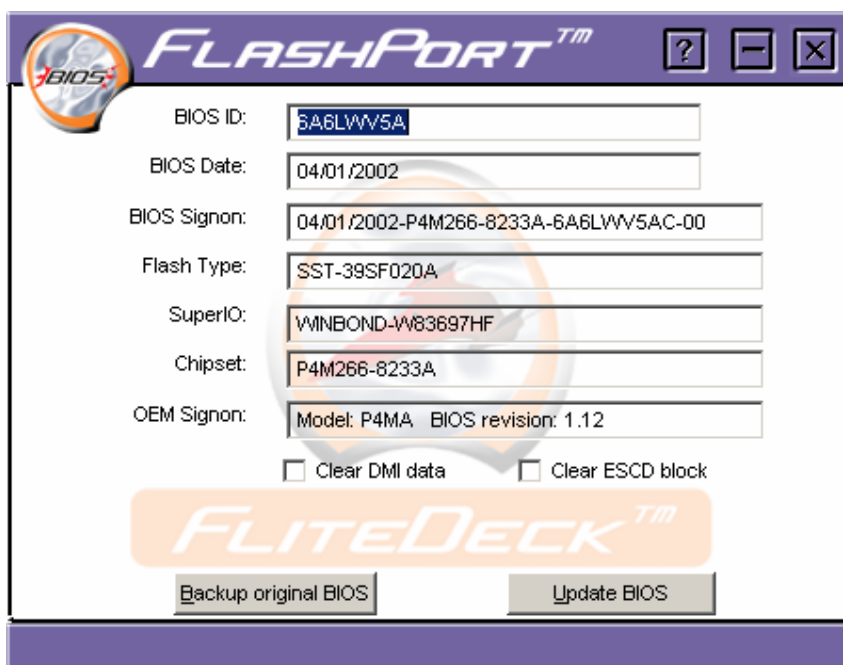 BIOS
FLASHPORT™
?
BIOS ID: 6A6LWV5A
BIOS Date: 04/01/2002
BIOS Signon: 04/01/2002-P4M266-8233A-6A6LWV5AC-00
Flash Type: SST-39SF020A
SuperIO: WINBOND-W83697HF
Chipset: P4M266-8233A
OEM Signon: Model: P4MA BIOS revision: 1.12
Clear DMI data Clear ESCD block
FLITEDECK™
Backup original BIOS Update BIOS